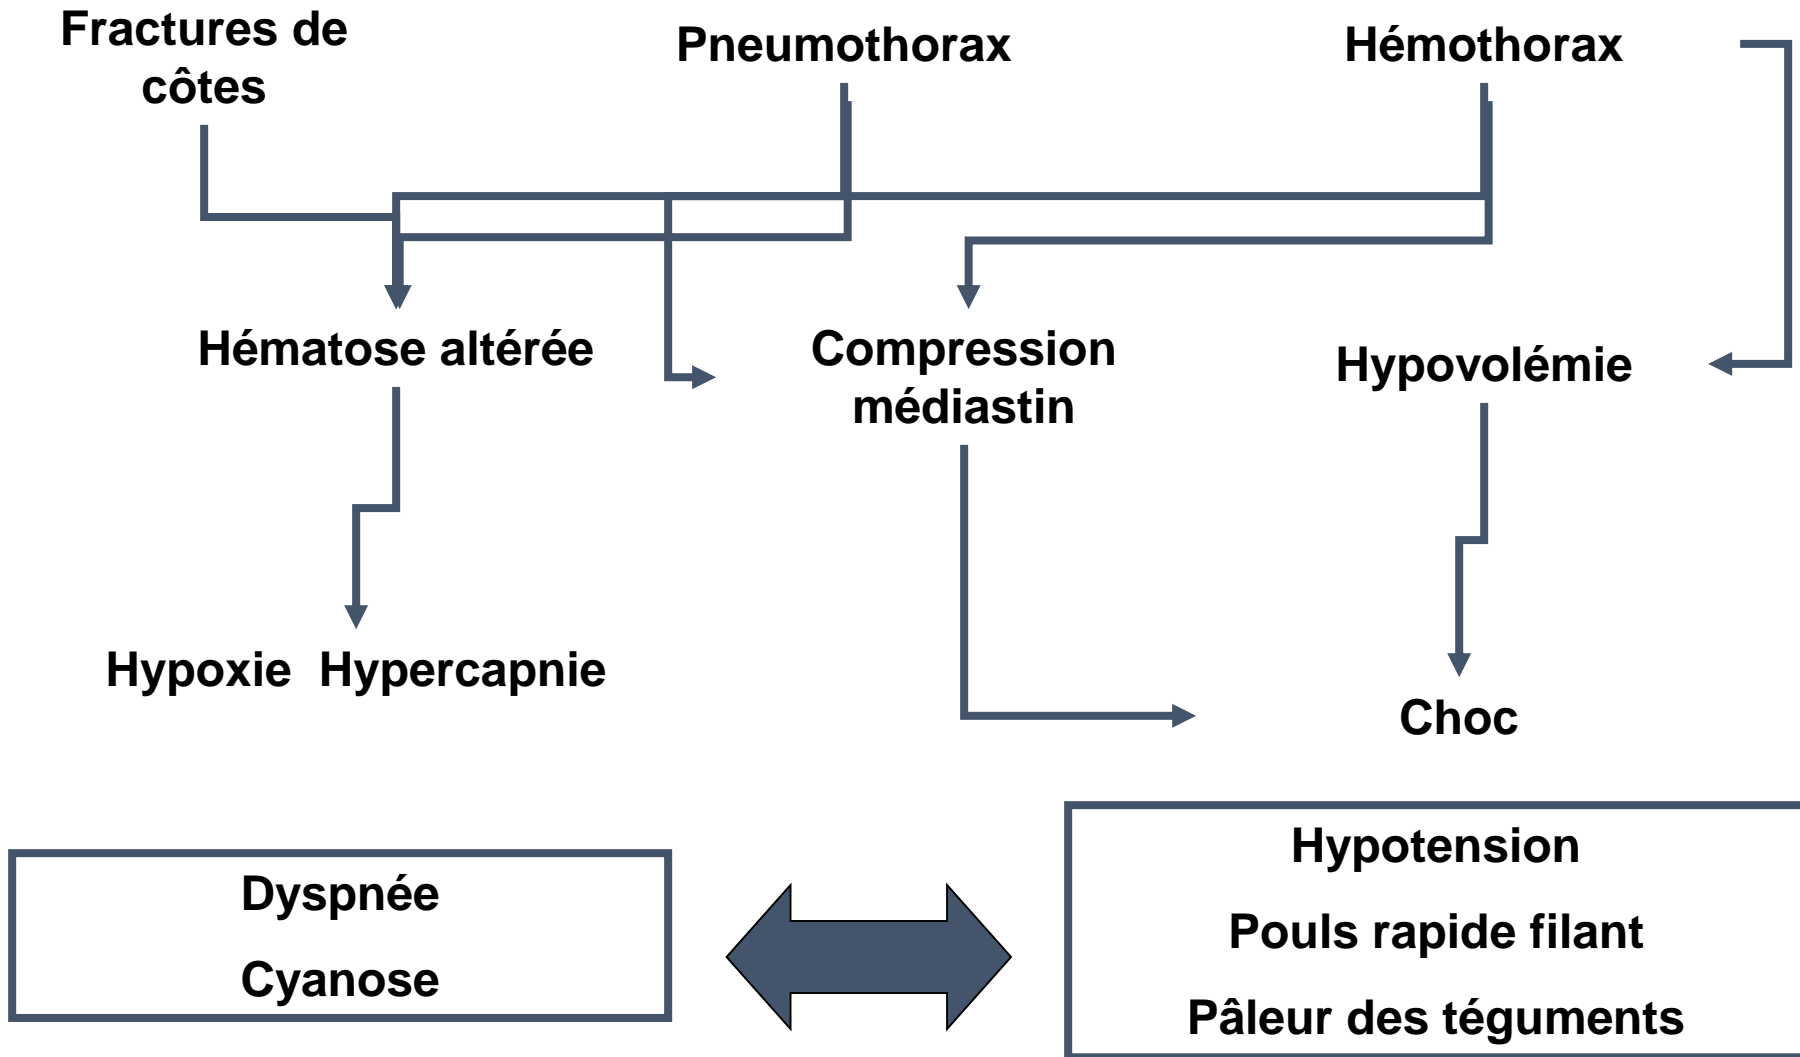 Fractures de
côtes
Pneumothorax
Hémothorax
Hématose altérée
Compression
médiastin
Hypovolémie
Hypoxie Hypercapnie
Choc
Dyspnée
Cyanose
Hypotension
Pouls rapide filant
Pâleur des téguments